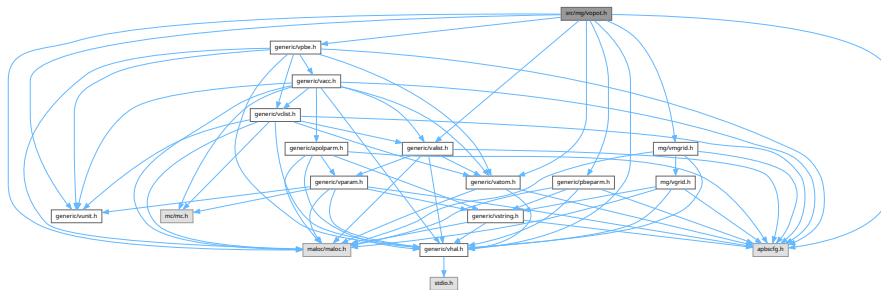 src/mg/vopot.h
generic/vpbe.h
generic/vacc.h
generic/vclist.h
generic/apolparm.h
generic/valist.h
mg/vmgrid.h
generic/vparam.h
generic/vatom.h
generic/pbeparm.h
mg/vgrid.h
generic/vunit.h
mc/mc.h
generic/vstring.h
maloc/maloc.h
generic/vhal.h
apbscfg.h
stdio.h